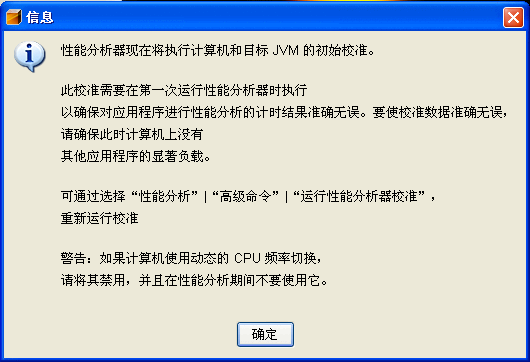 信息
性能分析器现在将执行计算机和目标 JVM 的初始校准。
此校准需要在第一次运行性能分析器时执行
以确保对应用程序进行性能分析的计时结果准确无误。要使校准数据准确无误，
请确保此时计算机上没有
其他应用程序的显著负载。
可通过选择“性能分析”|“高级命令”|“运行性能分析器校准”，
重新运行校准
警告：如果计算机使用动态的 CPU 频率切换，
请将其禁用，并且在性能分析期间不要使用它。
确定